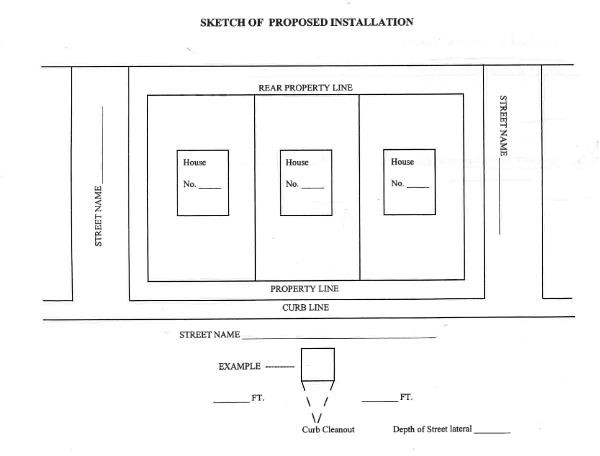 SKETCH OF PROPOSED INSTALLATION
REAR PROPERTY LINE
STREET NAME
House
No.
House
No.
House
No.
STREET NAME
PROPERTY LINE
CURB LINE
STREET NAME
EXAMPLE
FT.
FT.
Curb Cleanout
Depth of Street lateral